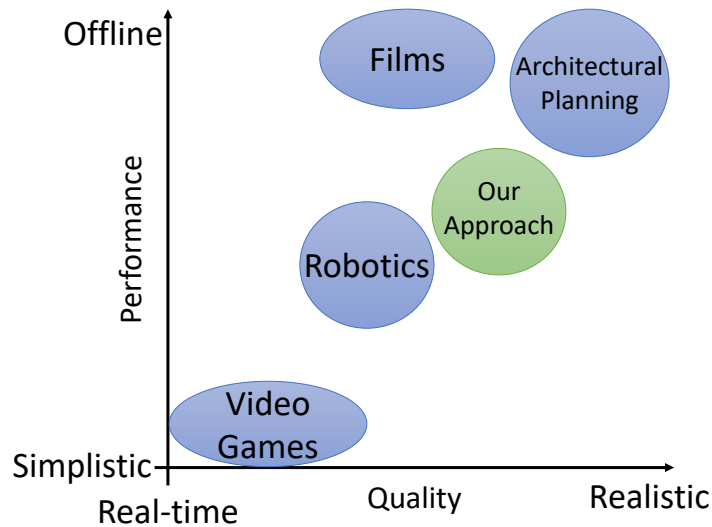 Offline
Films
Architectural
Planning
Our
Approach
Performance
Robotics
Video
Games
Simplistic
Real-time
Quality
Realistic